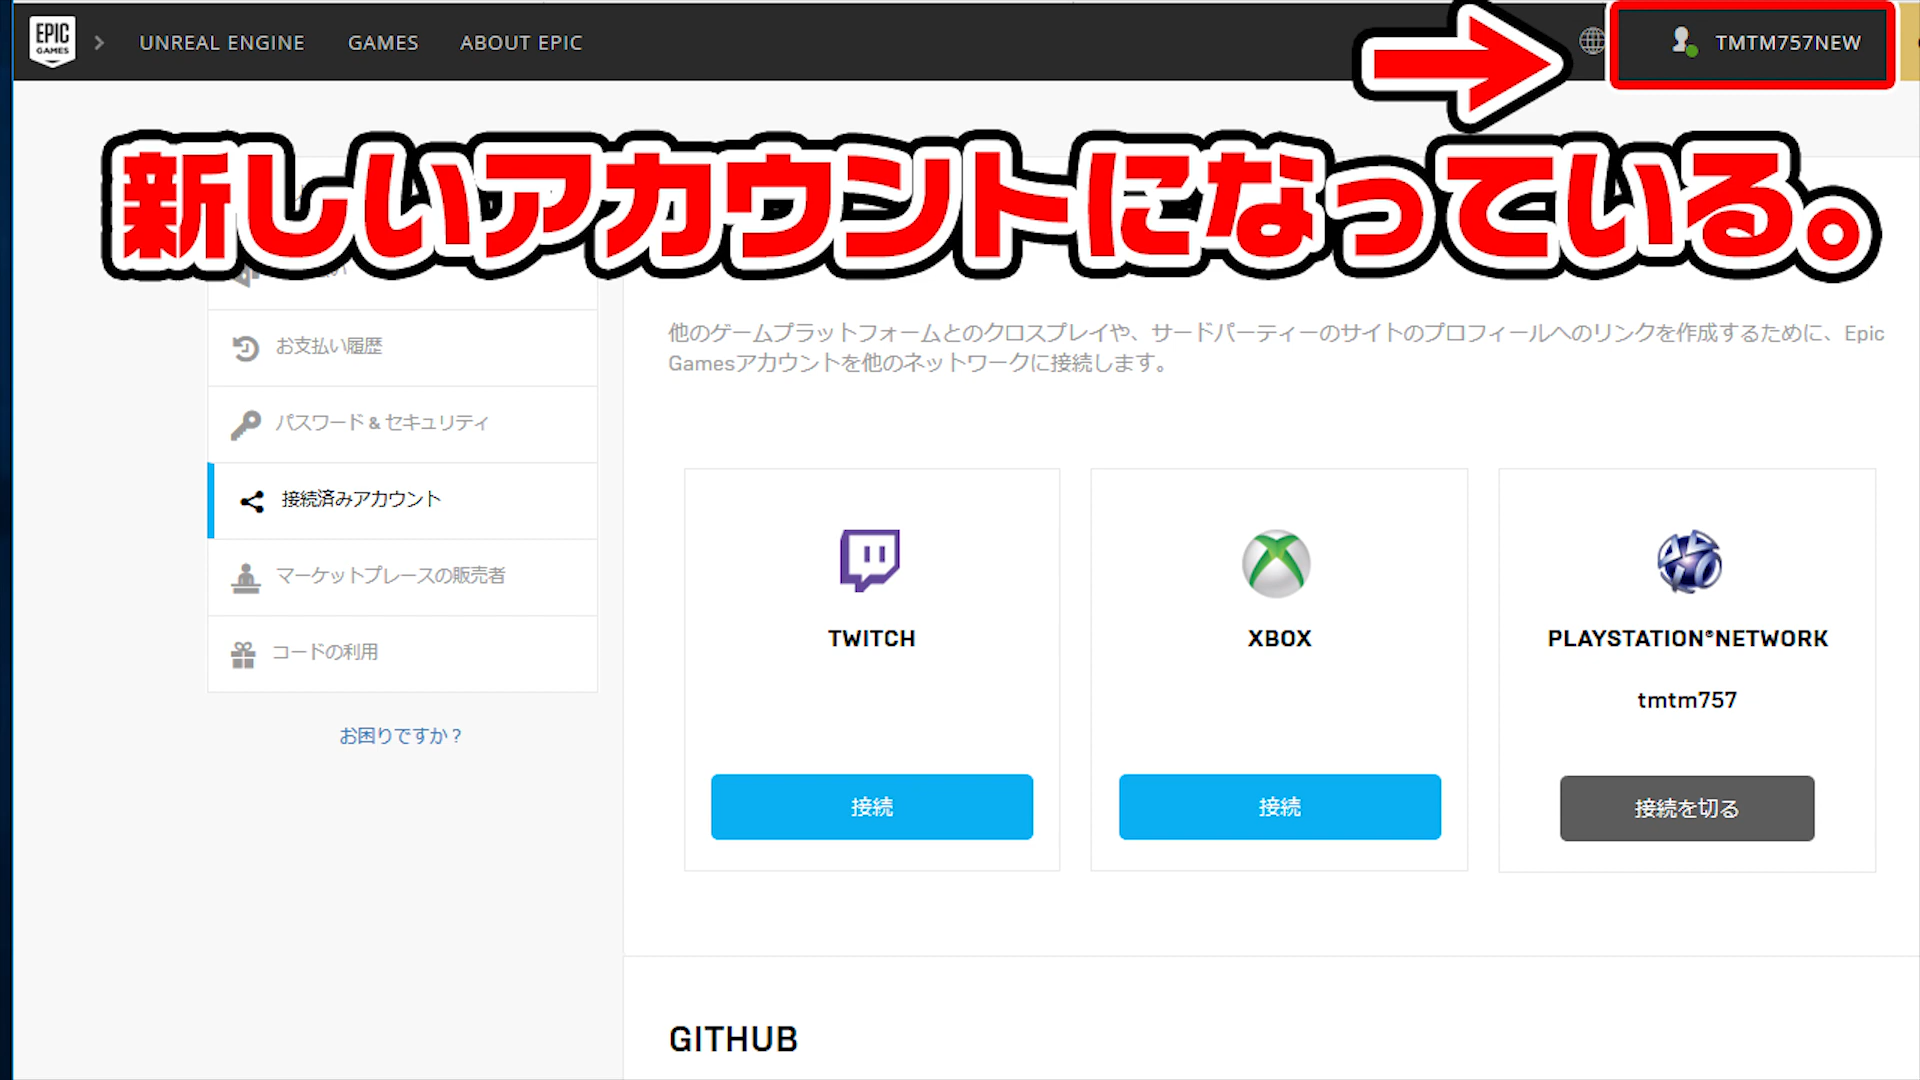 EPIC
GAMES
UNREAL ENGINE
GAMES
ABOUT EPIC
TMTM757NEW
新しいアカウントになっている。
お支払い履歴
パスワード & セキュリティ
接続済みアカウント
マーケットプレースの販売者
コードの利用
お困りですか？
他のゲームプラットフォームとのクロスプレイや、サードパーティーのサイトのプロフィールへのリンクを作成するために、Epic
Gamesアカウントを他のネットワークに接続します。
TWITCH
接続
XBOX
接続
PLAYSTATION®NETWORK
tmtm757
接続を切る
GITHUB